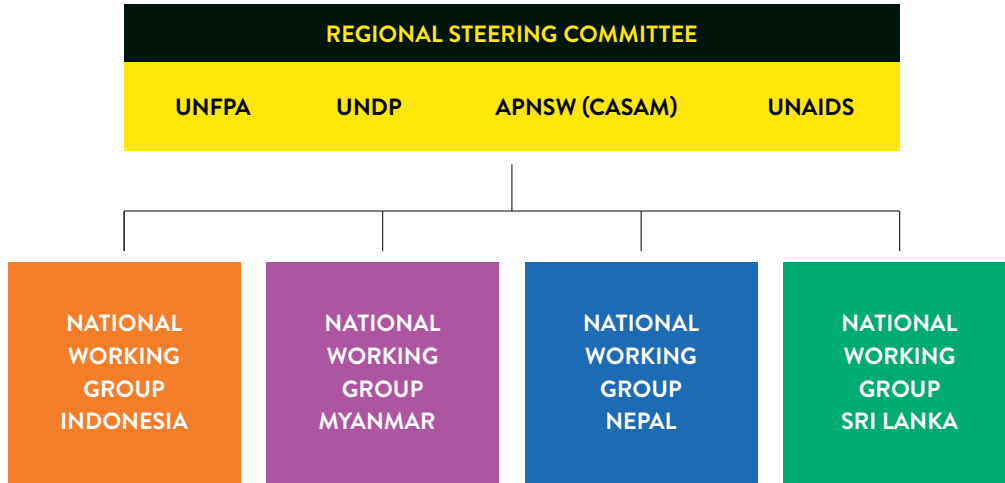 REGIONAL STEERING COMMITTEE
UNFPA UNDP APNSW (CASAM) UNAIDS
NATIONAL
WORKING
GROUP
INDONESIA
NATIONAL
WORKING
GROUP
MYANMAR
NATIONAL
WORKING
GROUP
NEPAL
NATIONAL
WORKING
GROUP
SRI LANKA